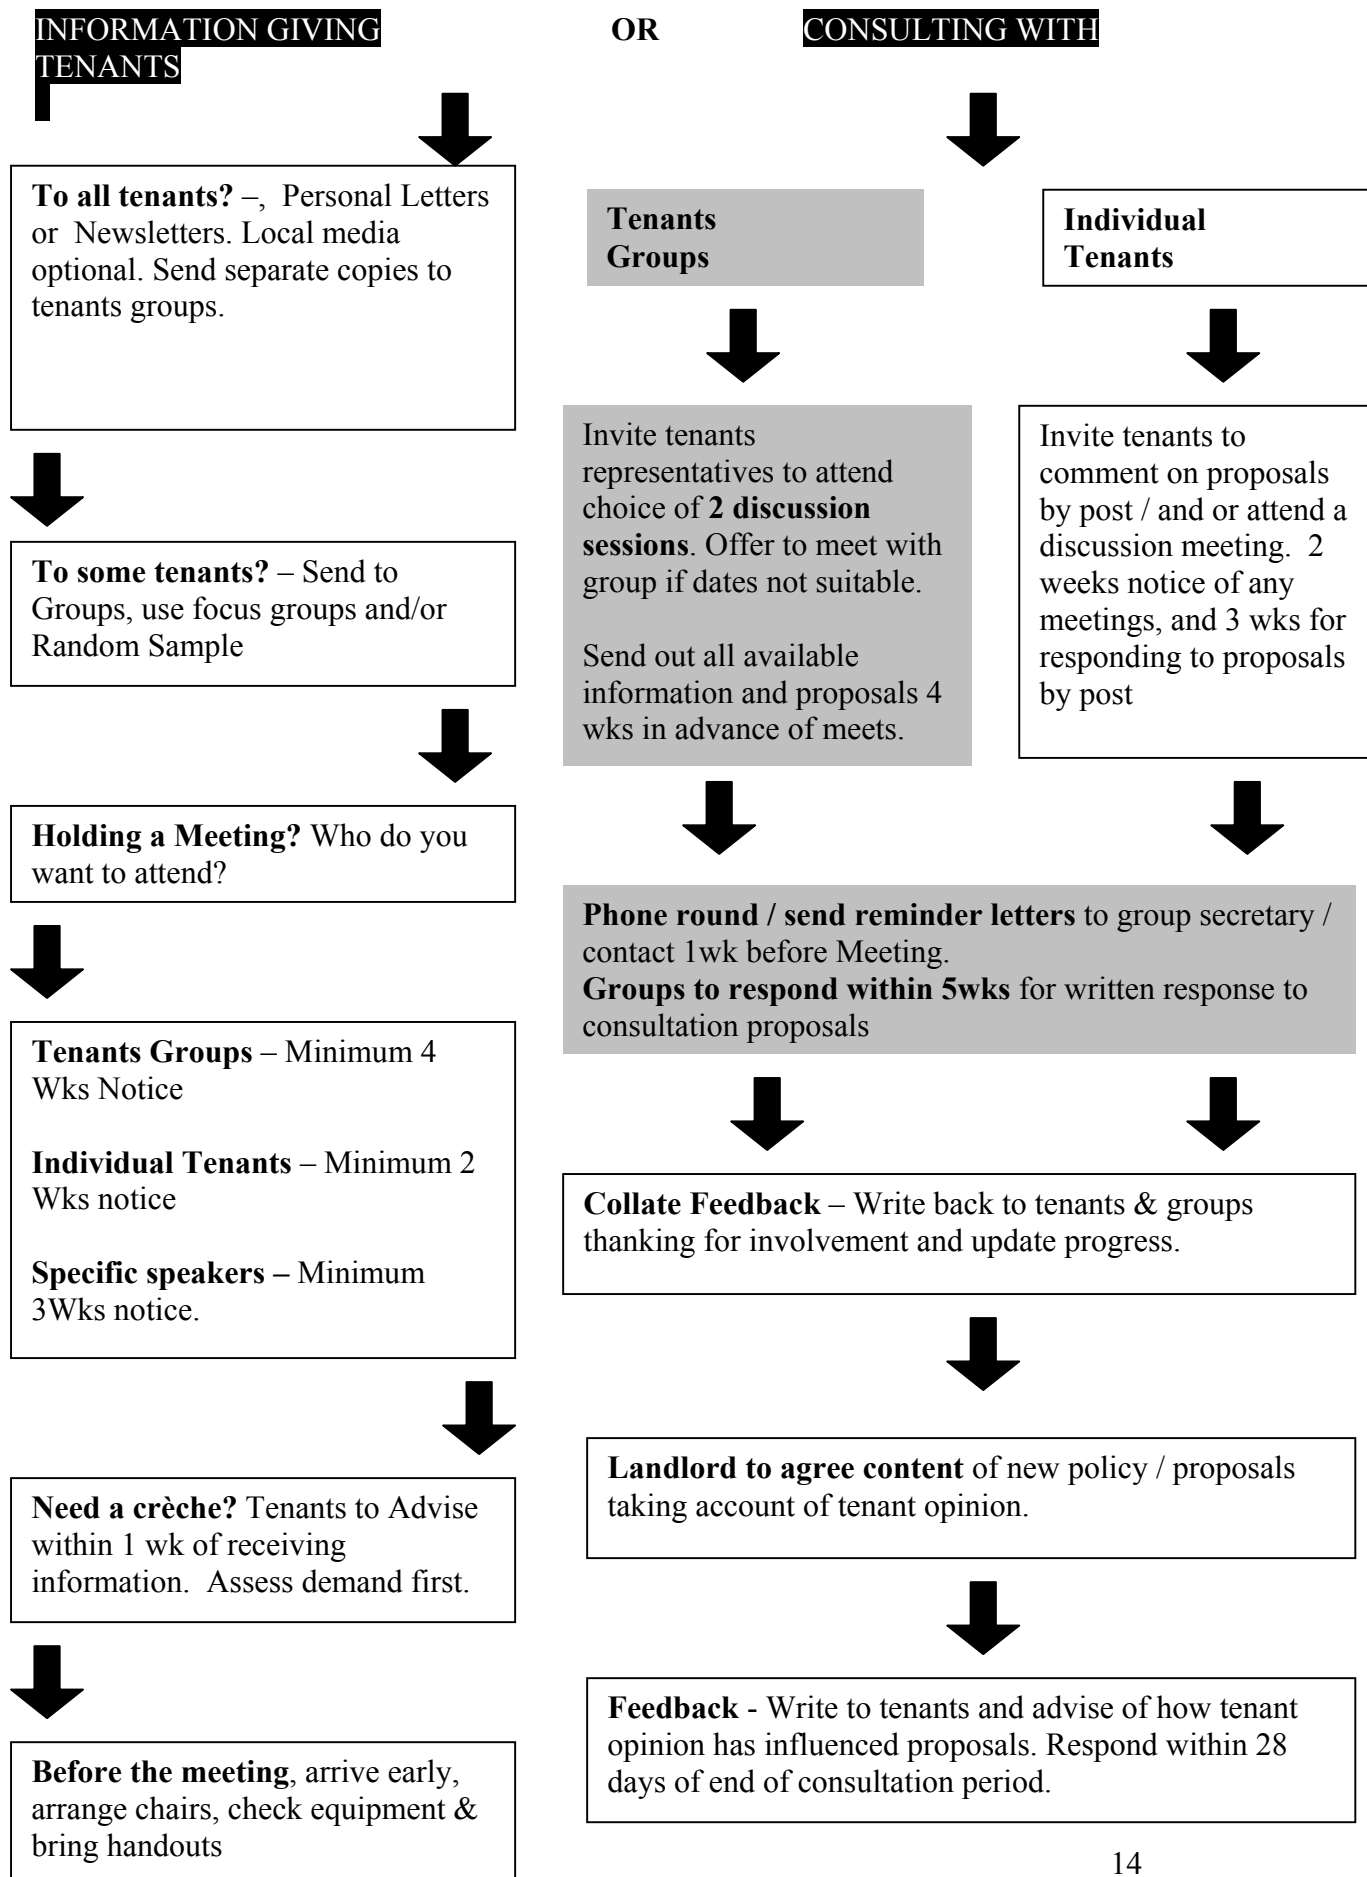 INFORMATION GIVING OR CONSULTING WITH
TENANTS
To all tenants? –,  Personal Letters
or  Newsletters. Local media
optional. Send separate copies to
tenants groups.
To some tenants? – Send to
Groups, use focus groups and/or
Random Sample
Holding a Meeting? Who do you
want to attend?
Tenants Groups – Minimum 4
Wks Notice
Individual Tenants – Minimum 2
Wks notice
Specific speakers – Minimum
3Wks notice.
Need a crèche? Tenants to Advise
within 1 wk of receiving
information.  Assess demand first.
Before the meeting, arrive early,
arrange chairs, check equipment &
bring handouts
Tenants
Groups
Invite tenants
representatives to attend
choice of 2 discussion
sessions. Offer to meet with
group if dates not suitable.
Send out all available
information and proposals 4
wks in advance of meets.
Individual
Tenants
Invite tenants to
comment on proposals
by post / and or attend a
discussion meeting.  2
weeks notice of any
meetings, and 3 wks for
responding to proposals
by post
Phone round / send reminder letters to group secretary /
contact 1wk before Meeting.
Groups to respond within 5wks for written response to
consultation proposals
Collate Feedback – Write back to tenants & groups
thanking for involvement and update progress.
Landlord to agree content of new policy / proposals
taking account of tenant opinion.
Feedback - Write to tenants and advise of how tenant
opinion has influenced proposals. Respond within 28
days of end of consultation period.
14